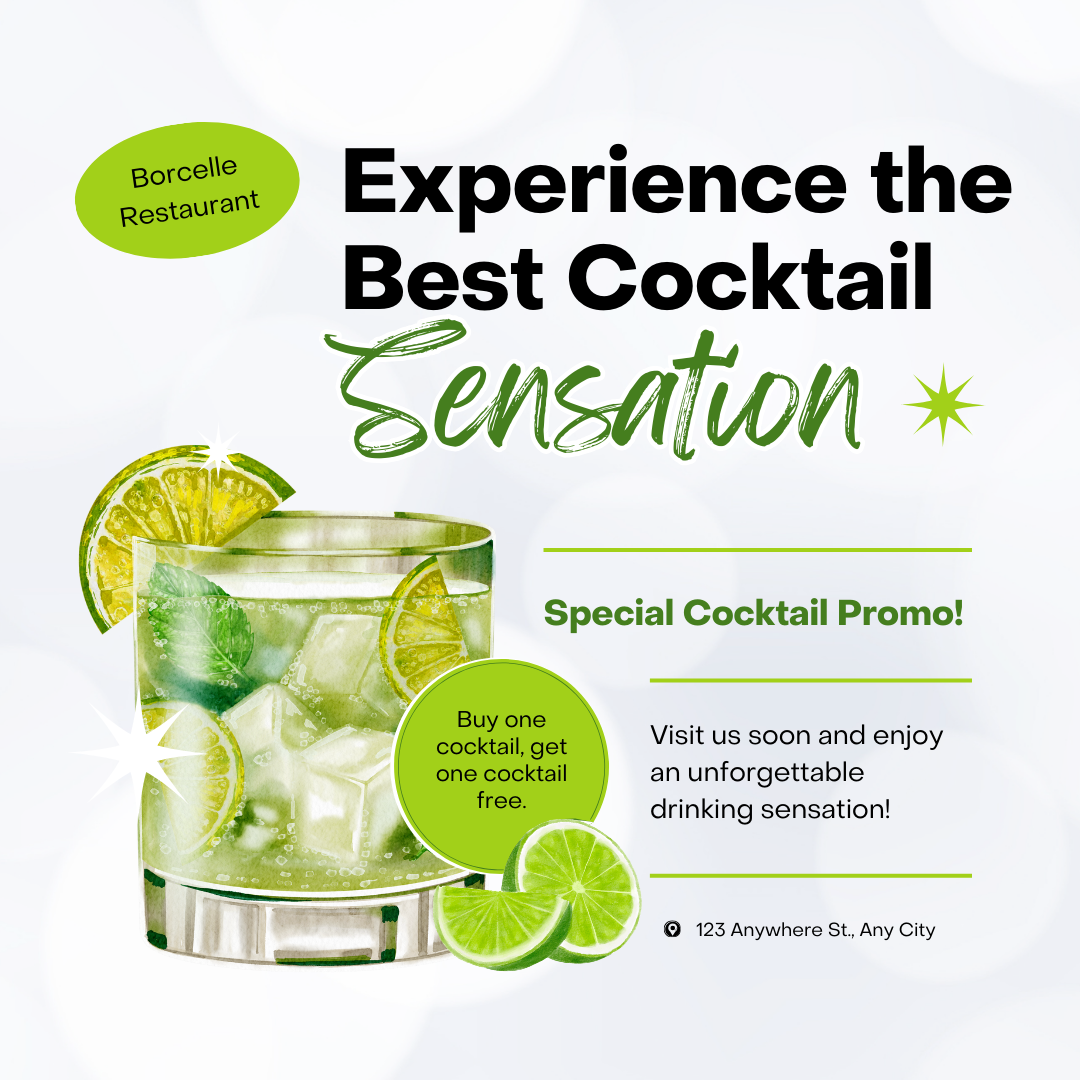 Borcelle
Restaurant
Experience the
Best Cocktail
Sensation
Special Cocktail Promo!
Buy one
cocktail, get
one cocktail
free.
Visit us soon and enjoy
an unforgettable
drinking sensation!
123 Anywhere St., Any City